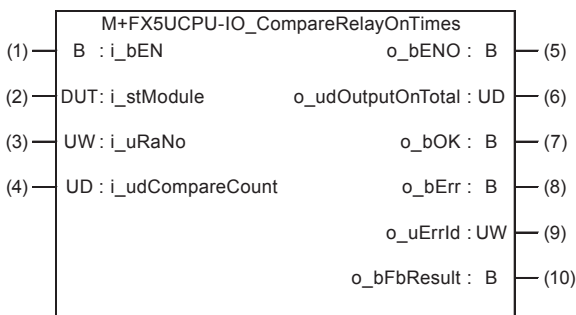 M+FX5UCPU-IO_CompareRelayOnTimes
(1) B : i_bEN o_bENO : B (5)
(2) DUT: i_stModule o_udOutputOnTotal : UD (6)
(3) UW : i_uRaNo o_bOK : B (7)
(4) UD : i_udCompareCount o_bErr : B (8)
o_uErrId : UW (9)
o_bFbResult : B (10)